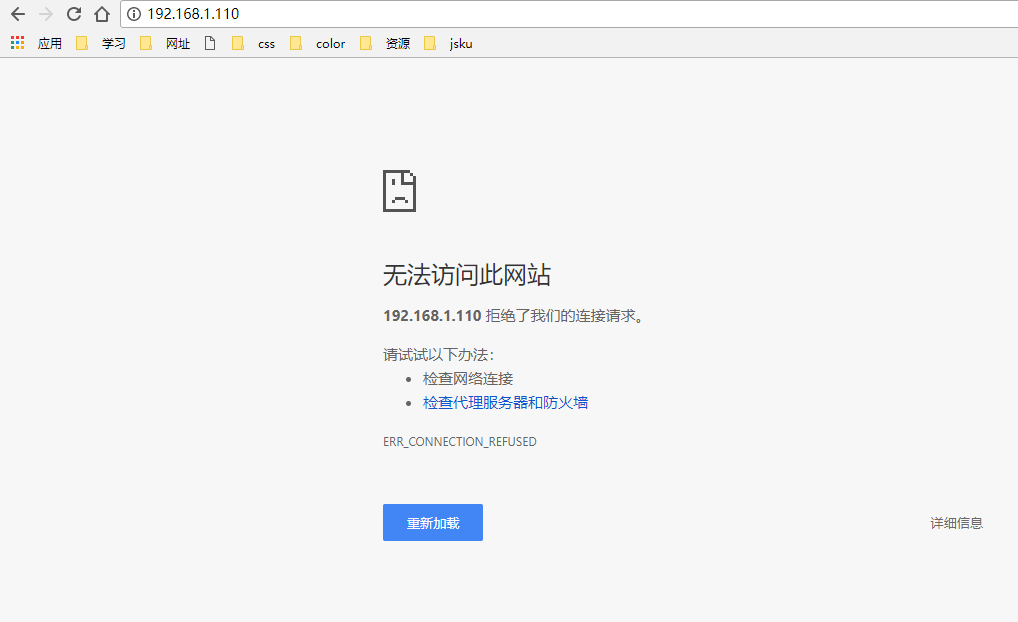 192.168.1.110
应用 学习 网址 css color 资源 jsku
无法访问此网站
192.168.1.110 拒绝了我们的连接请求。
请试试以下办法：
检查网络连接
检查代理服务器和防火墙
ERR_CONNECTION_REFUSED
重新加载 详细信息